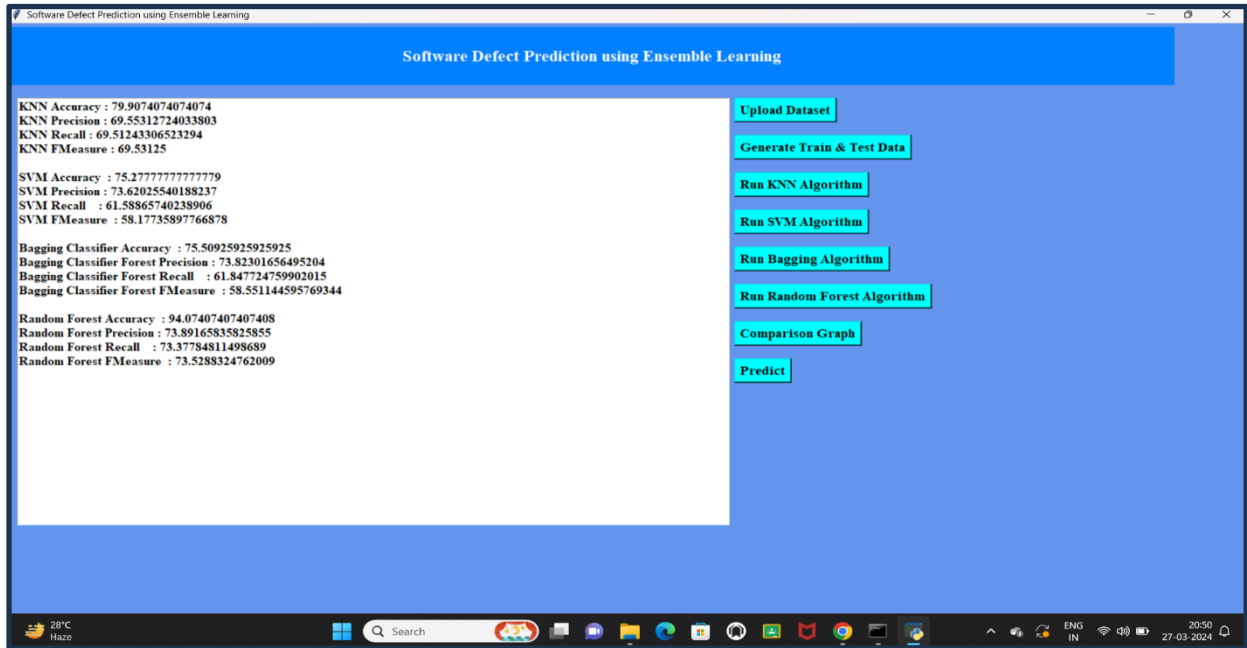 Software Defect Prediction using Ensemble Learning
Software Defect Prediction using Ensemble Learning
KNN Accuracy : 79.9074074074074
KNN Precision : 69.55312724033803
KNN Recall : 69.51243306523294
KNN FMeasure : 69.53125
SVM Accuracy : 75.27777777777779
SVM Precision : 73.62025540188237
SVM Recall : 61.58865740238906
SVM FMeasure : 58.17735897766878
Bagging Classifier Accuracy : 75.50925925925925
Bagging Classifier Forest Precision : 73.82301656495204
Bagging Classifier Forest Recall : 61.847724759902015
Bagging Classifier Forest FMeasure : 58.551144595769344
Random Forest Accuracy : 94.07407407407408
Random Forest Precision : 73.89165835825855
Random Forest Recall : 73.37784811498689
Random Forest FMeasure : 73.5288324762009
Upload Dataset
Generate Train & Test Data
Run KNN Algorithm
Run SVM Algorithm
Run Bagging Algorithm
Run Random Forest Algorithm
Comparison Graph
Predict
28°C
Haze
Search
ENG
IN
20:50
27-03-2024